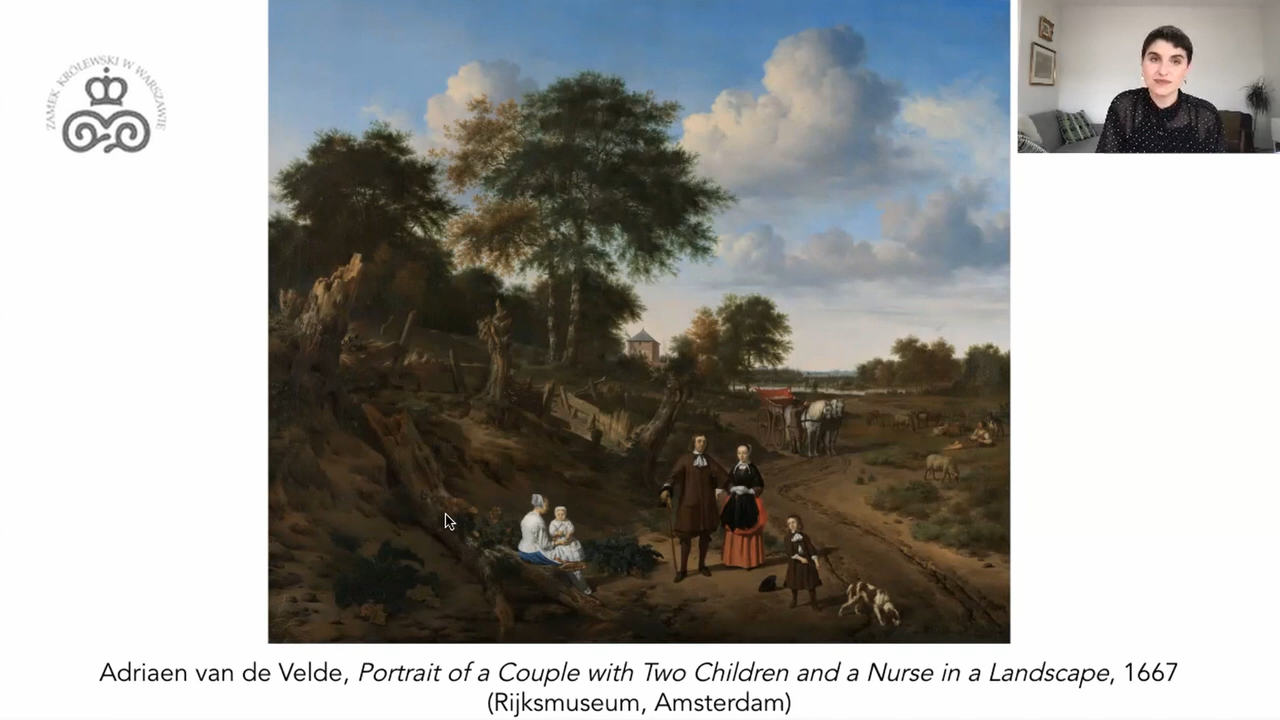 ZAMEK KRÓLEWSKI W WARSZAWIE
Adriaen van de Velde, Portrait of a Couple with Two Children and a Nurse in a Landscape, 1667
(Rijksmuseum, Amsterdam)